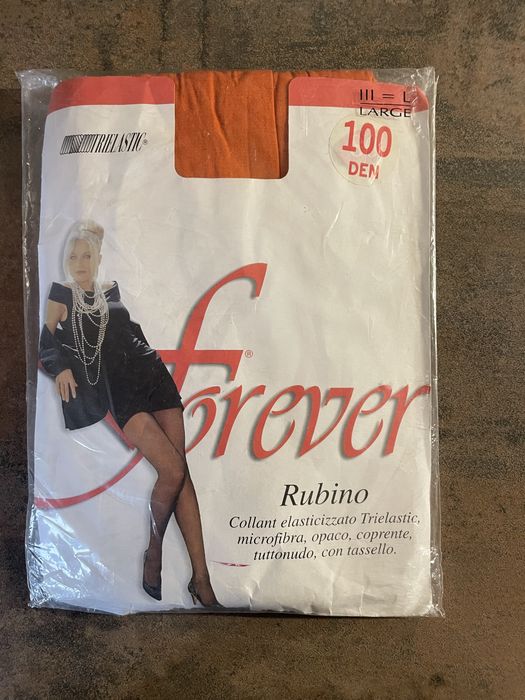 III = L
LARGE
TRIELASTIC®
100
DEN
forever®
Rubino
Collant elasticizzato Trielastic,
microfibra, opaco, coprente,
tuttonudo, con tassello.